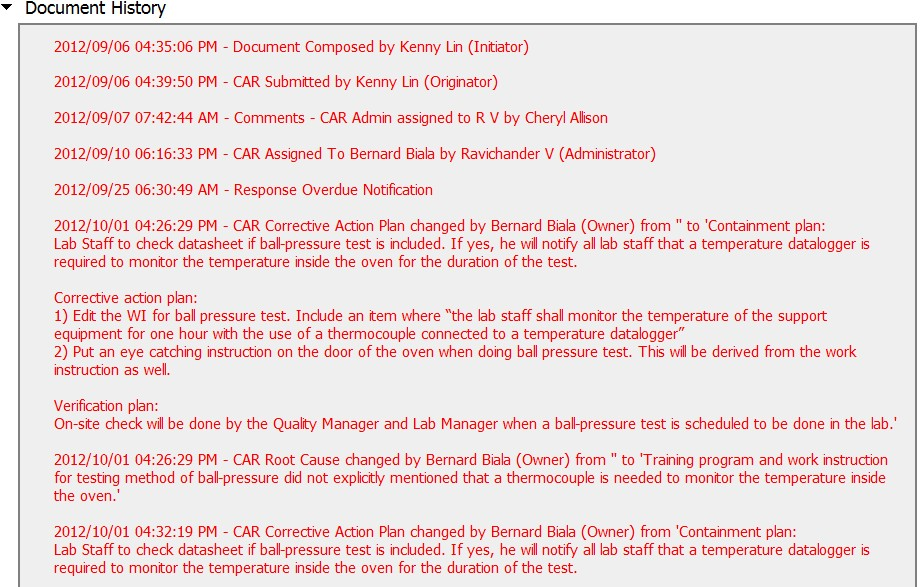 Document History
2012/09/06 04:35:06 PM - Document Composed by Kenny Lin (Initiator)
2012/09/06 04:39:50 PM - CAR Submitted by Kenny Lin (Originator)
2012/09/07 07:42:44 AM - Comments - CAR Admin assigned to R V by Cheryl Allison
2012/09/10 06:16:33 PM - CAR Assigned To Bernard Biala by Ravichander V (Administrator)
2012/09/25 06:30:49 AM - Response Overdue Notification
2012/10/01 04:26:29 PM - CAR Corrective Action Plan changed by Bernard Biala (Owner) from '' to 'Containment plan:
Lab Staff to check datasheet if ball-pressure test is included. If yes, he will notify all lab staff that a temperature datalogger is
required to monitor the temperature inside the oven for the duration of the test.
Corrective action plan:
1) Edit the WI for ball pressure test. Include an item where “the lab staff shall monitor the temperature of the support
equipment for one hour with the use of a thermocouple connected to a temperature datalogger”
2) Put an eye catching instruction on the door of the oven when doing ball pressure test. This will be derived from the work
instruction as well.
Verification plan:
On-site check will be done by the Quality Manager and Lab Manager when a ball-pressure test is scheduled to be done in the lab.'
2012/10/01 04:26:29 PM - CAR Root Cause changed by Bernard Biala (Owner) from '' to 'Training program and work instruction
for testing method of ball-pressure did not explicitly mentioned that a thermocouple is needed to monitor the temperature inside
the oven.'
2012/10/01 04:32:19 PM - CAR Corrective Action Plan changed by Bernard Biala (Owner) from 'Containment plan:
Lab Staff to check datasheet if ball-pressure test is included. If yes, he will notify all lab staff that a temperature datalogger is
required to monitor the temperature inside the oven for the duration of the test.